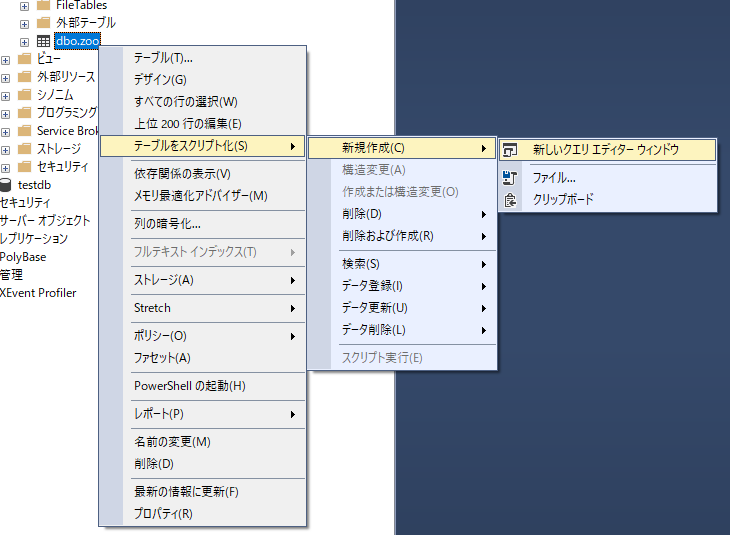 FileTables
外部テーブル
dbo.zoo
ビュー
外部リソース
シノニム
プログラミング
Service Brok
ストレージ
セキュリティ
testdb
セキュリティ
サーバー オブジェクト
レプリケーション
PolyBase
管理
XEvent Profiler
テーブル(T)...
デザイン(G)
すべての行の選択(W)
上位 200 行の編集(E)
テーブルをスクリプト化(S)
依存関係の表示(V)
メモリ最適化アドバイザー(M)
列の暗号化...
フルテキスト インデックス(T)
ストレージ(A)
Stretch
ポリシー(O)
ファセット(A)
PowerShell の起動(H)
レポート(P)
名前の変更(M)
削除(D)
最新の情報に更新(F)
プロパティ(R)
新規作成(C)
構造変更(A)
作成または構造変更(O)
削除(D)
削除および作成(R)
検索(S)
データ登録(I)
データ更新(U)
データ削除(L)
スクリプト実行(E)
新しいクエリ エディター ウィンドウ
ファイル...
クリップボード